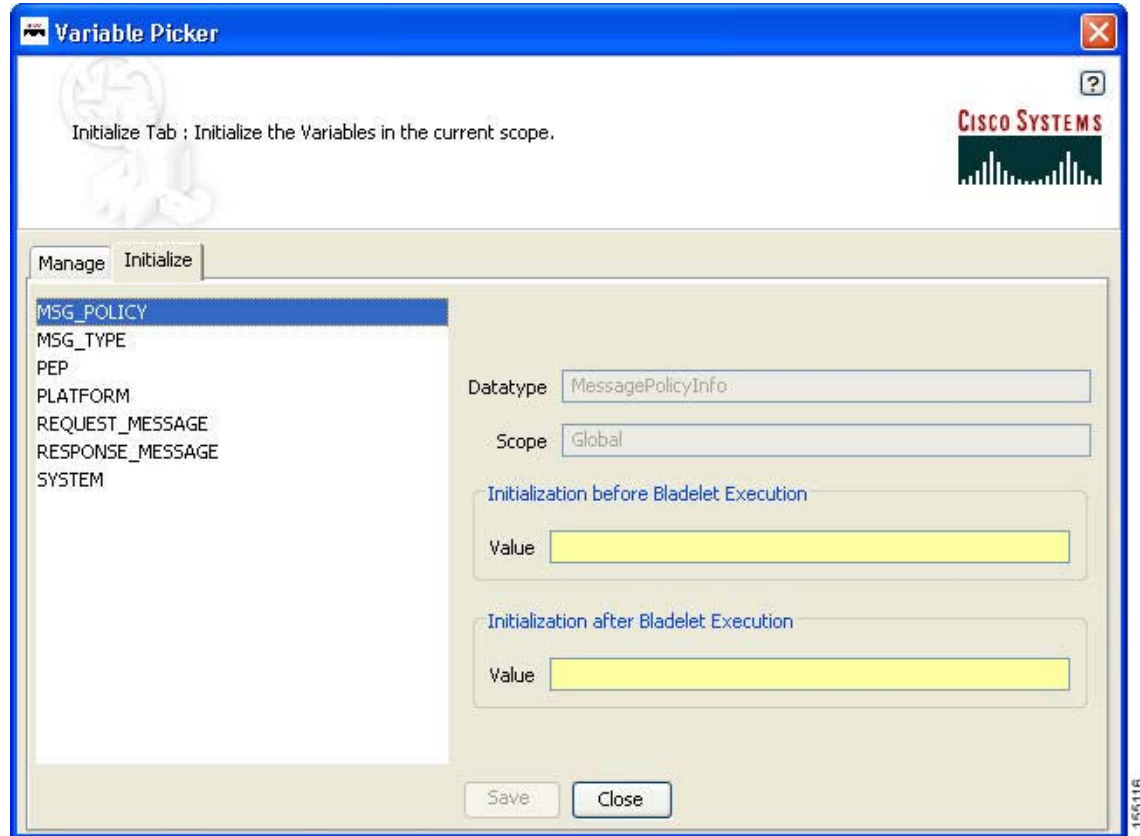 Variable Picker
?
Initialize Tab : Initialize the Variables in the current scope.
CISCO SYSTEMS
Manage
Initialize
MSG_POLICY
MSG_TYPE
PEP
PLATFORM
REQUEST_MESSAGE
RESPONSE_MESSAGE
SYSTEM
Datatype MessagePolicyInfo
Scope Global
Initialization before Bladelet Execution
Value
Initialization after Bladelet Execution
Value
Save
Close
155116